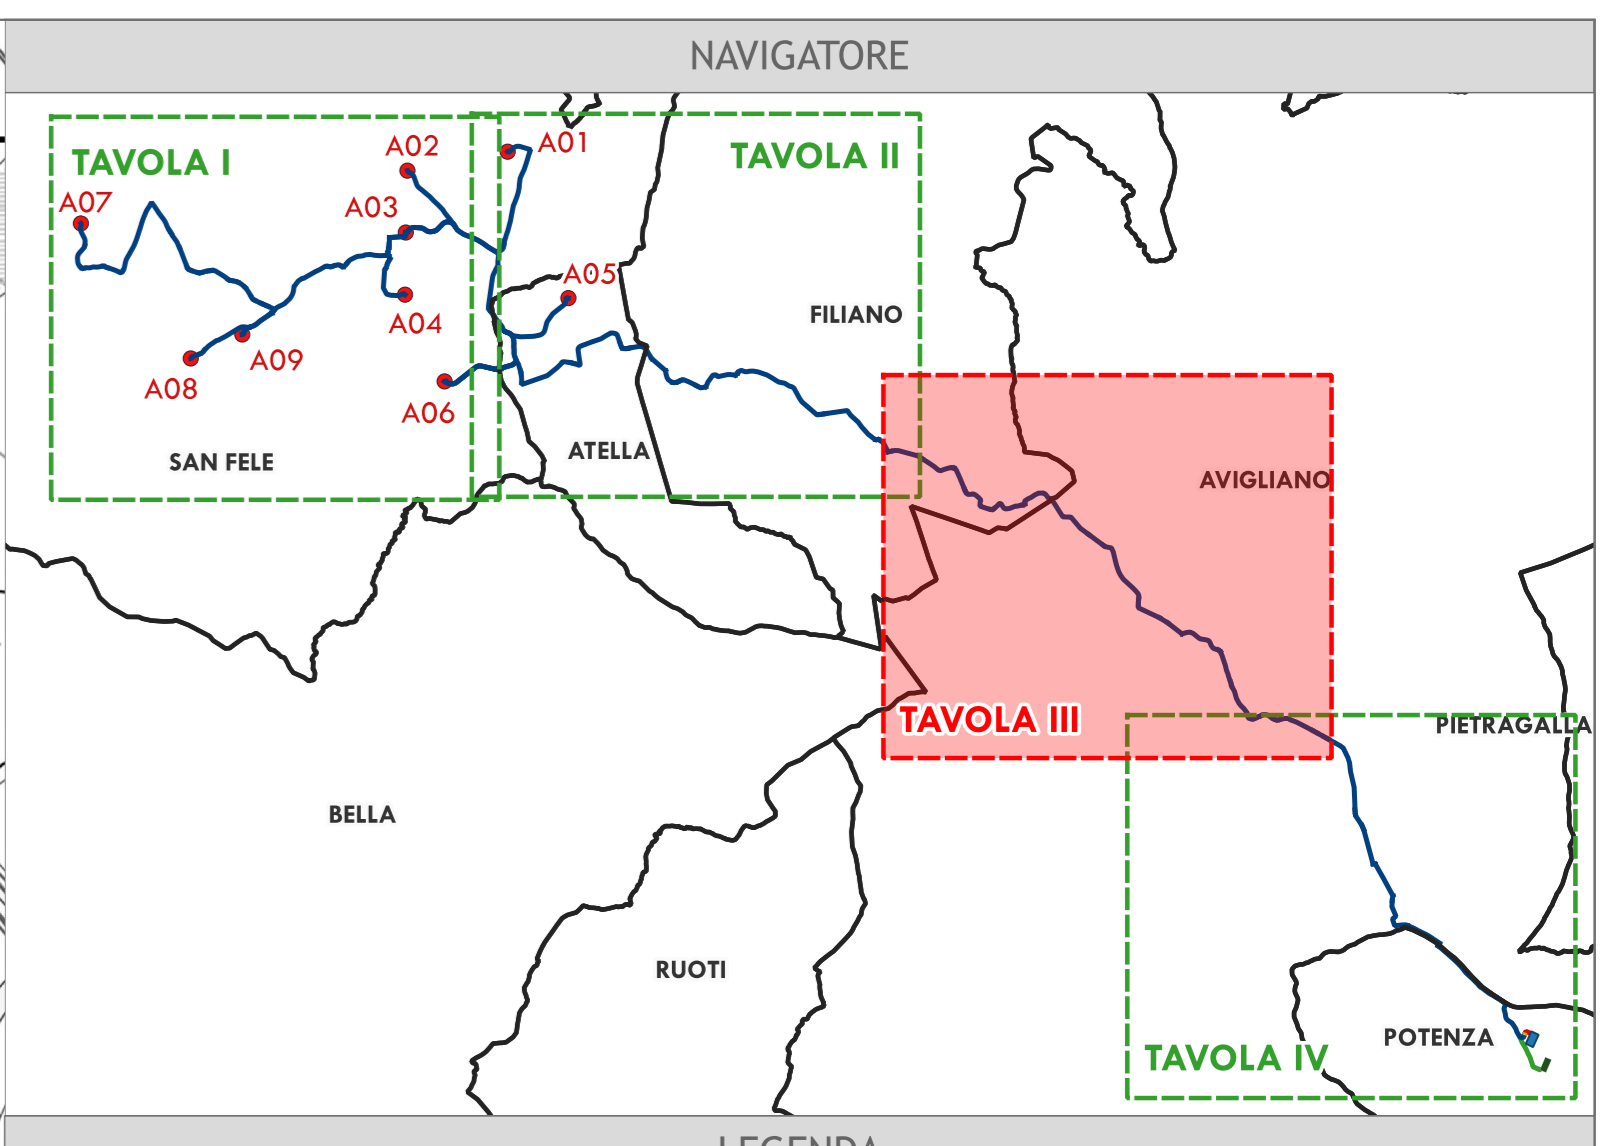 NAVIGATORE
TAVOLA I
A02
A01
TAVOLA II
A07
A03
A05
FILIANO
A04
A09
A08
A06
SAN FELE
ATELLA
AVIGLIANO
TAVOLA III
PIETRAGALLA
BELLA
RUOTI
POTENZA
TAVOLA IV
LEGENDA